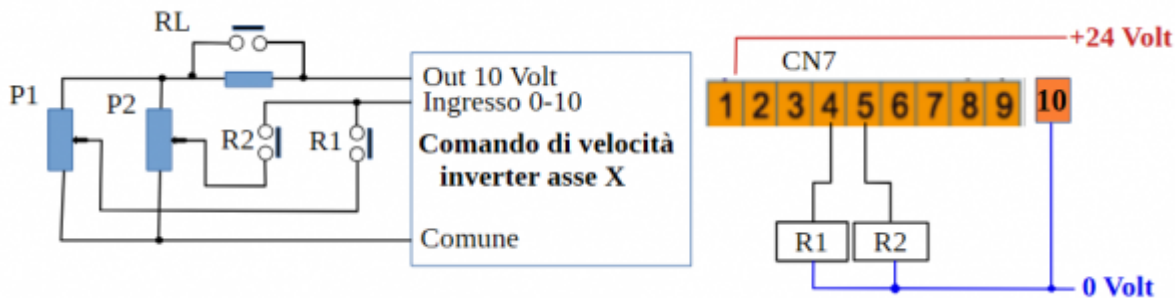 RL
+24 Volt
CN7
P1
P2
Out 10 Volt
Ingresso 0-10
R2
R1
Comando di velocità
inverter asse X
Comune
1 2 3 4 5 6 7 8 9 10
R1
R2
0 Volt